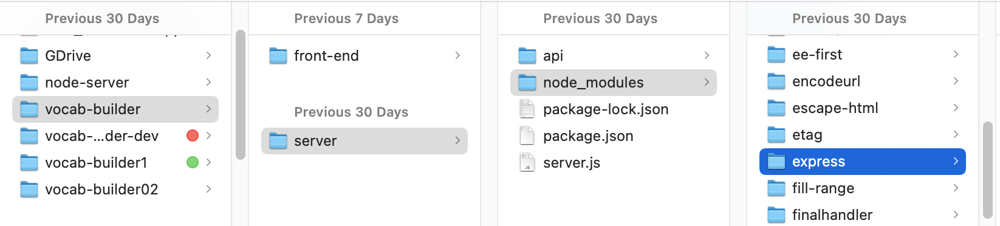 Previous 30 Days
GDrive
node-server
vocab-builder
vocab-...der-dev
vocab-builder1
vocab-builder02
Previous 7 Days
front-end
Previous 30 Days
server
Previous 30 Days
api
node_modules
package-lock.json
package.json
server.js
JS
Previous 30 Days
ee-first
encodeurl
escape-html
etag
express
fill-range
finalhandler